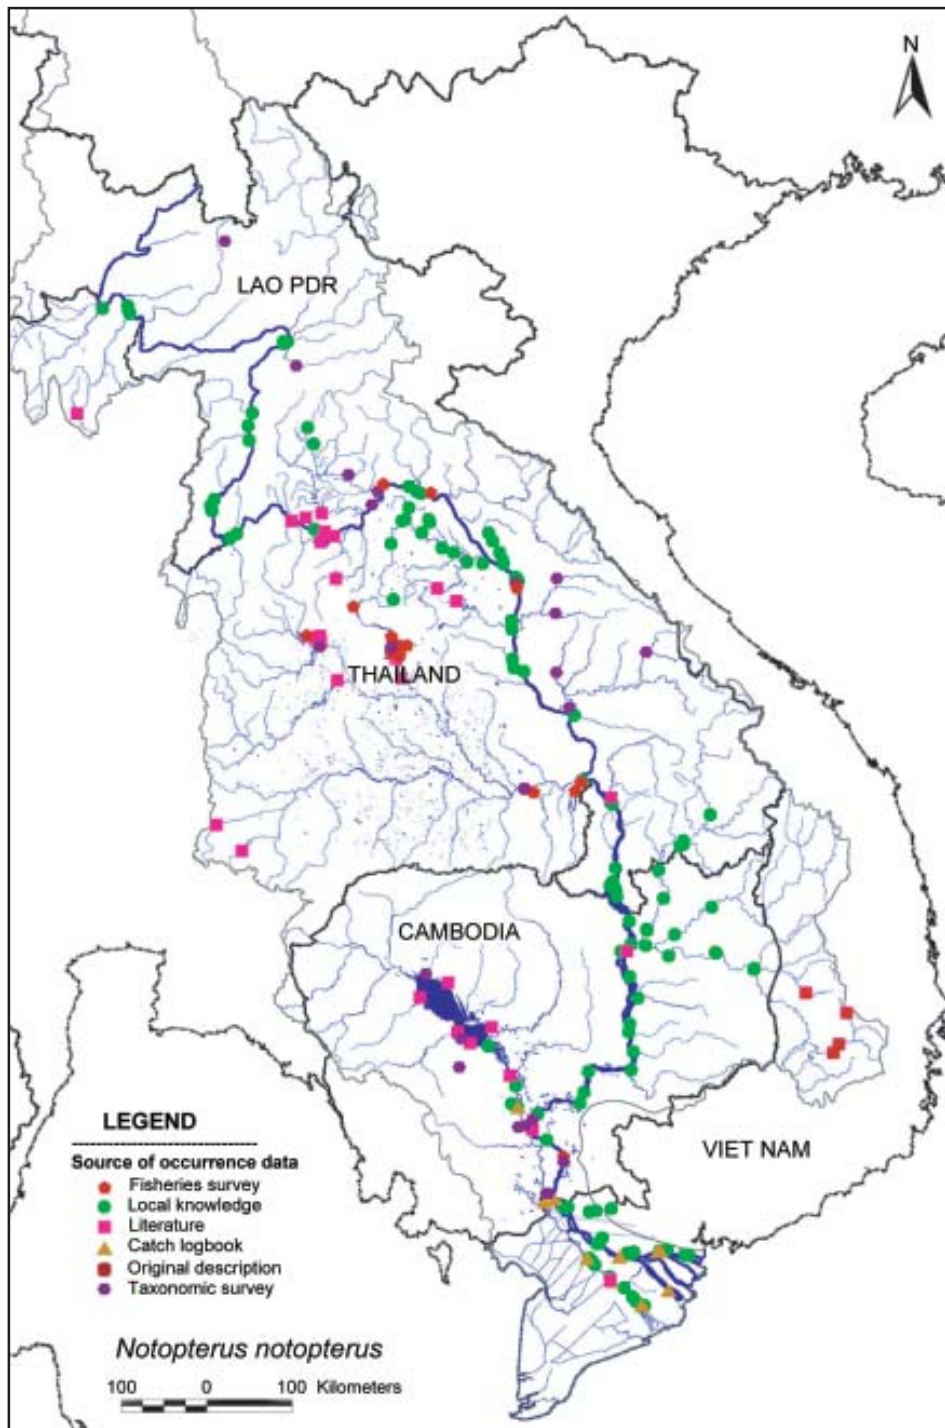 N
LAO PDR
THAILAND
CAMBODIA
VIET NAM
LEGEND
Source of occurrence data
Fisheries survey
Local knowledge
Literature
Catch logbook
Original description
Taxonomic survey
Notopterus notopterus
100 0 100 Kilometers